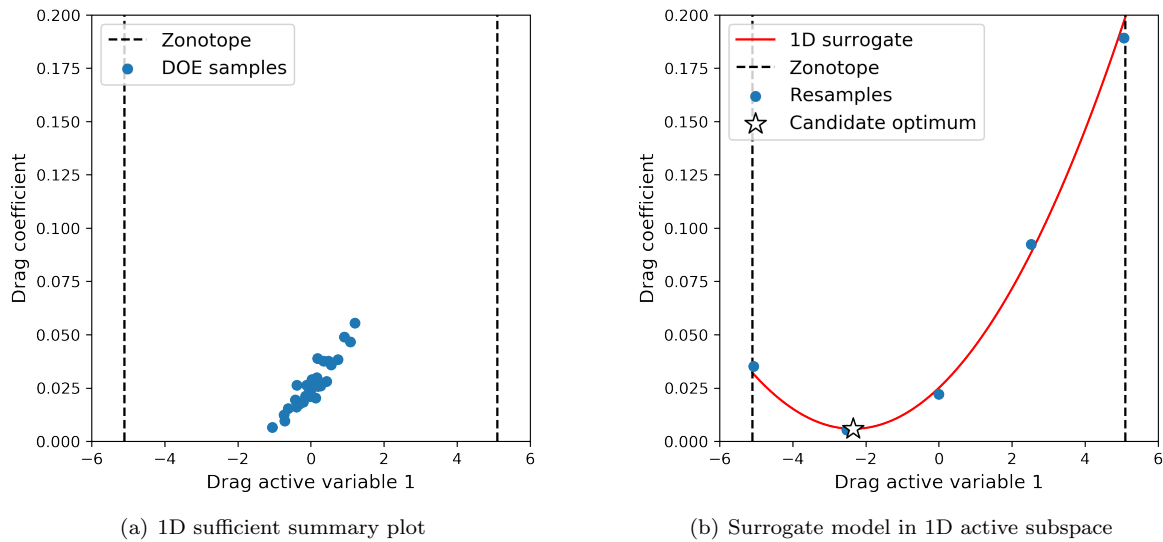 0.200
0.175
0.150
0.125
0.100
0.075
0.050
0.025
0.000
Drag coefficient
Zonotope
DOE samples
−6 −4 −2 0 2 4 6
Drag active variable 1
(a) 1D sufficient summary plot
0.200
0.175
0.150
0.125
0.100
0.075
0.050
0.025
0.000
Drag coefficient
1D surrogate
Zonotope
Resamples
Candidate optimum
−6 −4 −2 0 2 4 6
Drag active variable 1
(b) Surrogate model in 1D active subspace